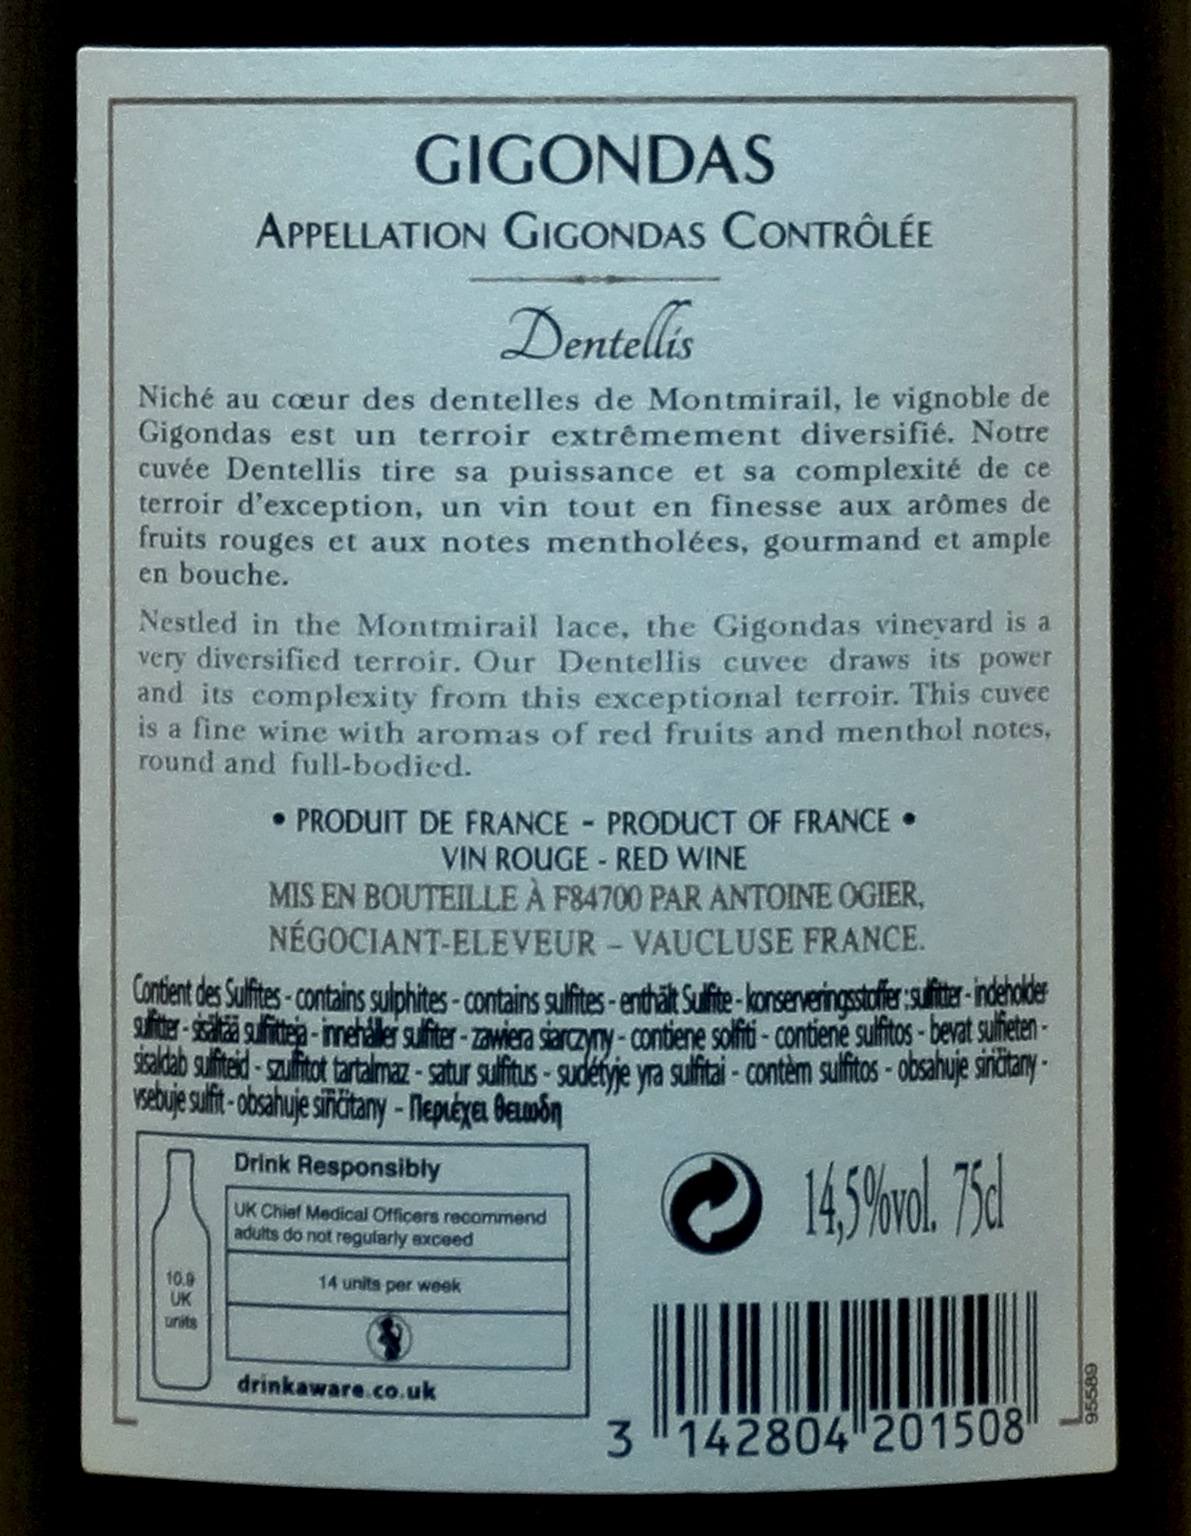 GIGONDAS
APPELLATION GIGONDAS CONTRÔLÉE
Dentellis
Niché au cœur des dentelles de Montmirail, le vignoble de
Gigondas est un terroir extrêmement diversifié. Notre
cuvée Dentellis tire sa puissance et sa complexité de ce
terroir d'exception, un vin tout en finesse aux arômes de
fruits rouges et aux notes mentholées, gourmand et ample
en bouche.
Nestled in the Montmirail lace, the Gigondas vineyard is a
very diversified terroir. Our Dentellis cuvee draws its power
and its complexity from this exceptional terroir. This cuvee
is a fine wine with aromas of red fruits and menthol notes,
round and full-bodied.
• PRODUIT DE FRANCE - PRODUCT OF FRANCE •
VIN ROUGE - RED WINE
MIS EN BOUTEILLE À F84700 PAR ANTOINE OGIER,
NÉGOCIANT-ELEVEUR – VAUCLUSE FRANCE.
Contient des Sulfites - contains sulphites - contains sulfites - enthält Sulfite - konserveringsstoffer : sulfitter - indeholder
sulfitter - sisältää sulfiitteja - innehåller sulfiter - zawiera siarczyny - contiene solfiti - contiene sulfitos - bevat sulfieten -
sisaldab sulfiteid - szulfitot tartalmaz - satur sulfitus - sudétyje yra sulfitai - contèm sulfitos - obsahuje siričitany -
vsebuje sulfit - obsahuje siřičitany - Περιέχει θειωδη
Drink Responsibly
UK Chief Medical Officers recommend
adults do not regularly exceed
14 units per week
10.9
UK
units
drinkaware.co.uk
14,5%vol. 75cl
3 142804 201508
95589